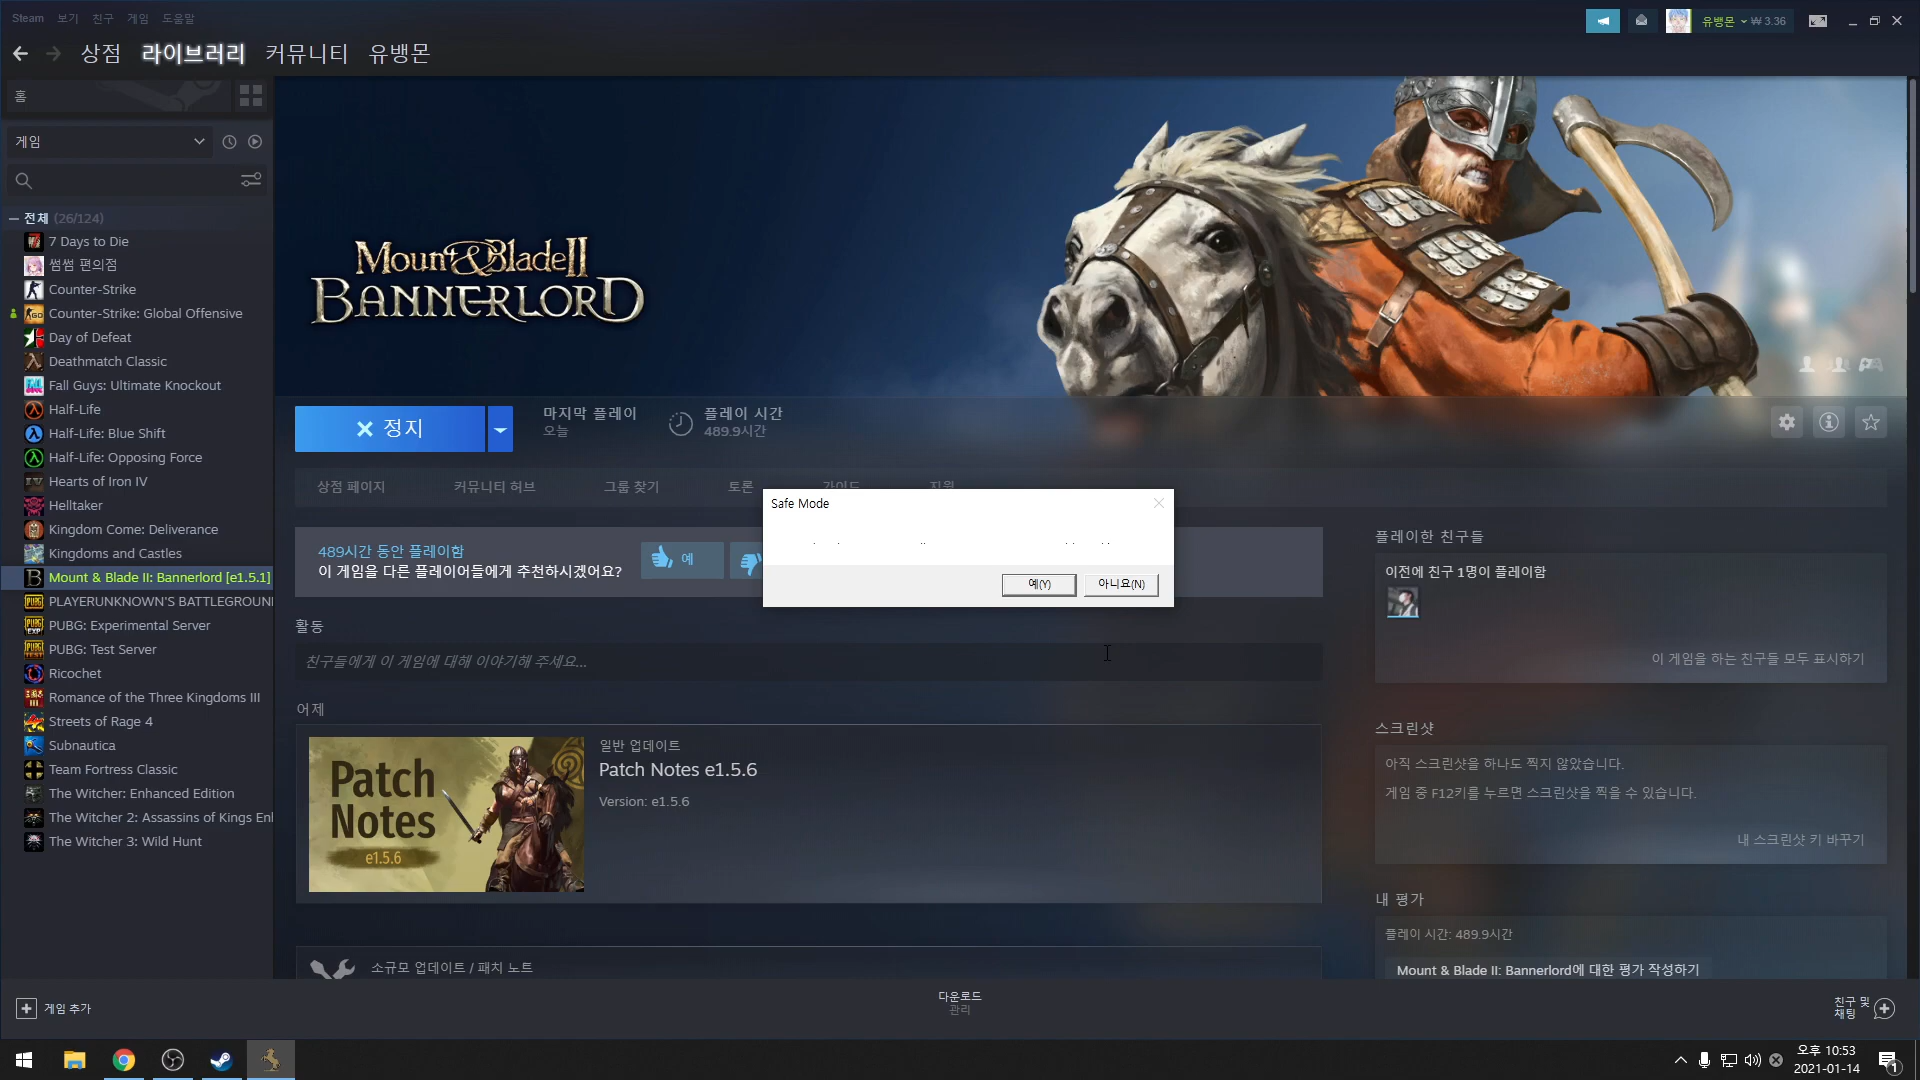 Steam 보기 친구 게임 도움말
유뱅몬 ₩ 3.36
상점 라이브러리 커뮤니티 유뱅몬
홈
게임
전체 (26/124)
7 Days to Die
썸썸 편의점
Counter-Strike
Counter-Strike: Global Offensive
Day of Defeat
Deathmatch Classic
Fall Guys: Ultimate Knockout
Half-Life
Half-Life: Blue Shift
Half-Life: Opposing Force
Hearts of Iron IV
Helltaker
Kingdom Come: Deliverance
Kingdoms and Castles
Mount & Blade II: Bannerlord [e1.5.1]
PLAYERUNKNOWN'S BATTLEGROUN
PUBG: Experimental Server
PUBG: Test Server
Ricochet
Romance of the Three Kingdoms III
Streets of Rage 4
Subnautica
Team Fortress Classic
The Witcher: Enhanced Edition
The Witcher 2: Assassins of Kings Enl
The Witcher 3: Wild Hunt
Mount & Blade II
BANNERLORD
정지
마지막 플레이
오늘
플레이 시간
489.9시간
상점 페이지 커뮤니티 허브 그룹 찾기 토론 가이드 지원
Safe Mode
예(Y) 아니요(N)
489시간 동안 플레이함
이 게임을 다른 플레이어들에게 추천하시겠어요?
예
활동
친구들에게 이 게임에 대해 이야기해 주세요...
어제
Patch
Notes
e1.5.6
일반 업데이트
Patch Notes e1.5.6
Version: e1.5.6
소규모 업데이트 / 패치 노트
플레이한 친구들
이전에 친구 1명이 플레이함
이 게임을 하는 친구들 모두 표시하기
스크린샷
아직 스크린샷을 하나도 찍지 않았습니다.
게임 중 F12키를 누르면 스크린샷을 찍을 수 있습니다.
내 스크린샷 키 바꾸기
내 평가
플레이 시간: 489.9시간
Mount & Blade II: Bannerlord에 대한 평가 작성하기
게임 추가
다운로드
관리
친구 및
채팅
오후 10:53
2021-01-14
1